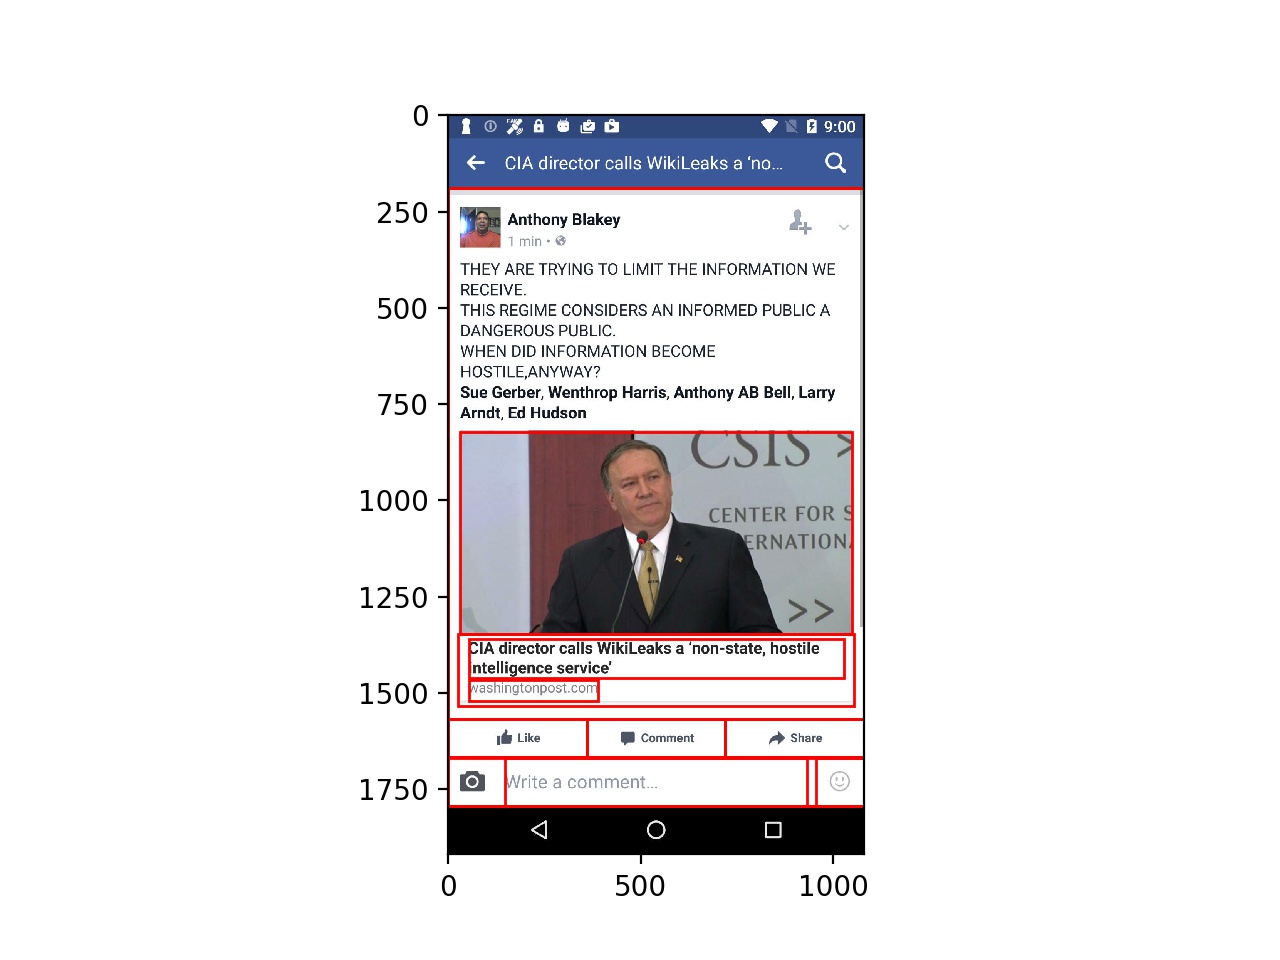 0
9:00
CIA director calls WikiLeaks a ‘no…
250
Anthony Blakey
1 min •
THEY ARE TRYING TO LIMIT THE INFORMATION WE
RECEIVE.
500
THIS REGIME CONSIDERS AN INFORMED PUBLIC A
DANGEROUS PUBLIC.
WHEN DID INFORMATION BECOME
HOSTILE,ANYWAY?
750
Sue Gerber, Wenthrop Harris, Anthony AB Bell, Larry
Arndt, Ed Hudson
CSIS >
1000
CENTER FOR S
ERNATION
1250
>>
CIA director calls WikiLeaks a ‘non-state, hostile
intelligence service’
1500
washingtonpost.com
Like
Comment
Share
1750
Write a comment…
0
500
1000